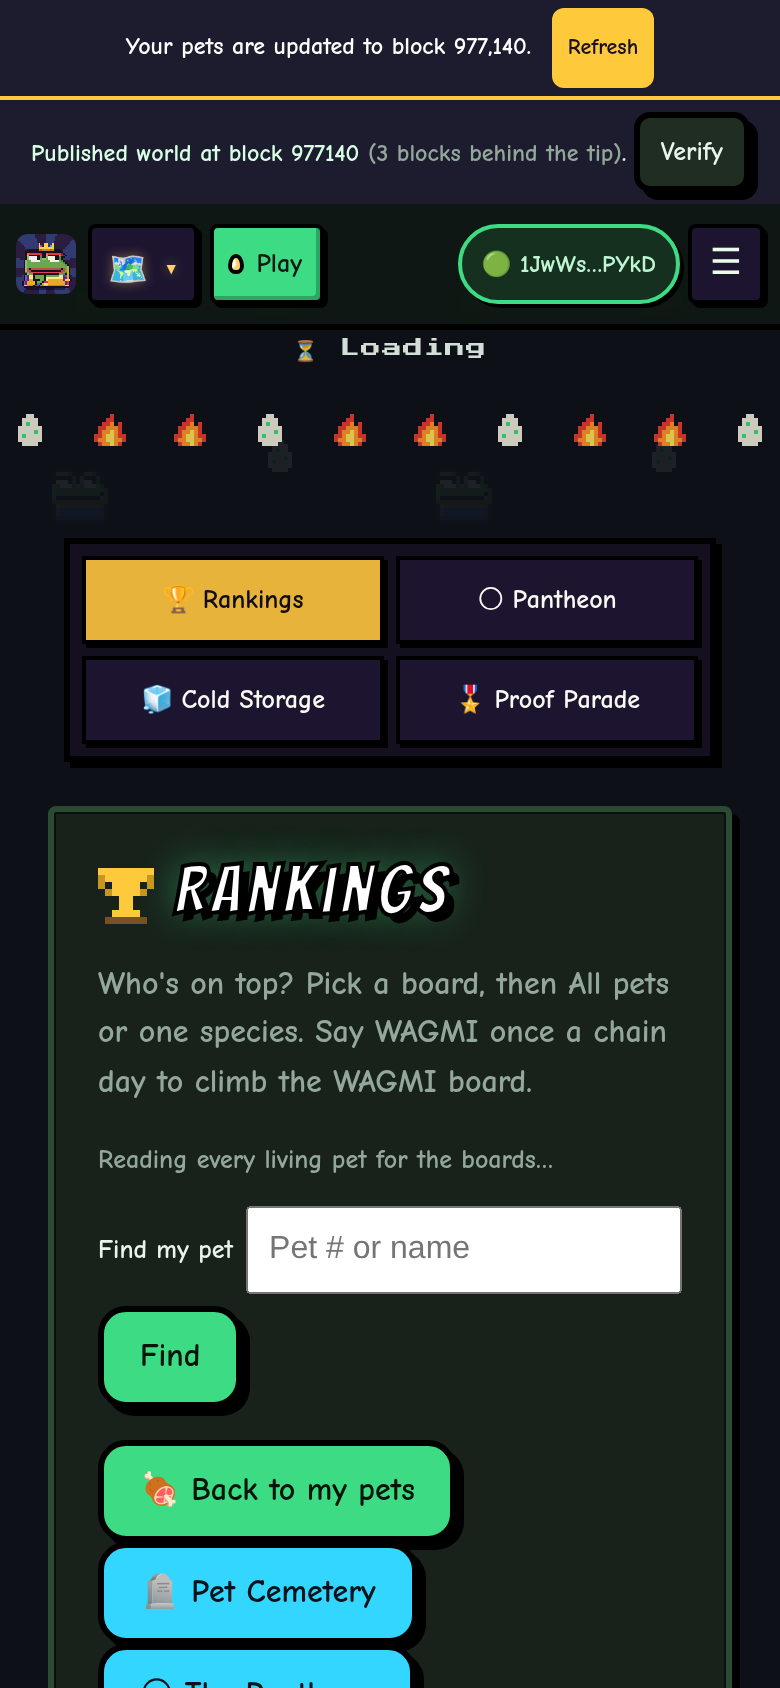 Your pets are updated to block 977,140.
Refresh
Published world at block 977140 (3 blocks behind the tip).
Verify
Play
1JwWs...PYkD
Loading
Rankings
Pantheon
Cold Storage
Proof Parade
RANKINGS
Who's on top? Pick a board, then All pets
or one species. Say WAGMI once a chain
day to climb the WAGMI board.
Reading every living pet for the boards...
Find my pet
Pet # or name
Find
Back to my pets
Pet Cemetery